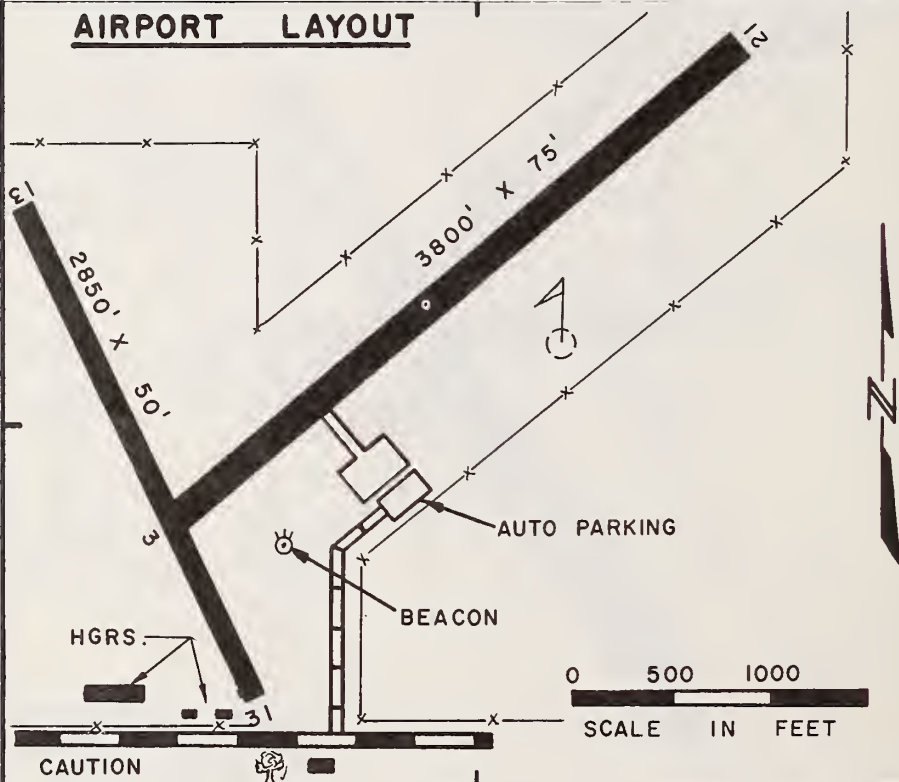 AIRPORT LAYOUT
21
3800' X 75'
13
2850' X 50'
N
3
AUTO PARKING
BEACON
HGRS.
31
0 500 1000
SCALE IN FEET
CAUTION